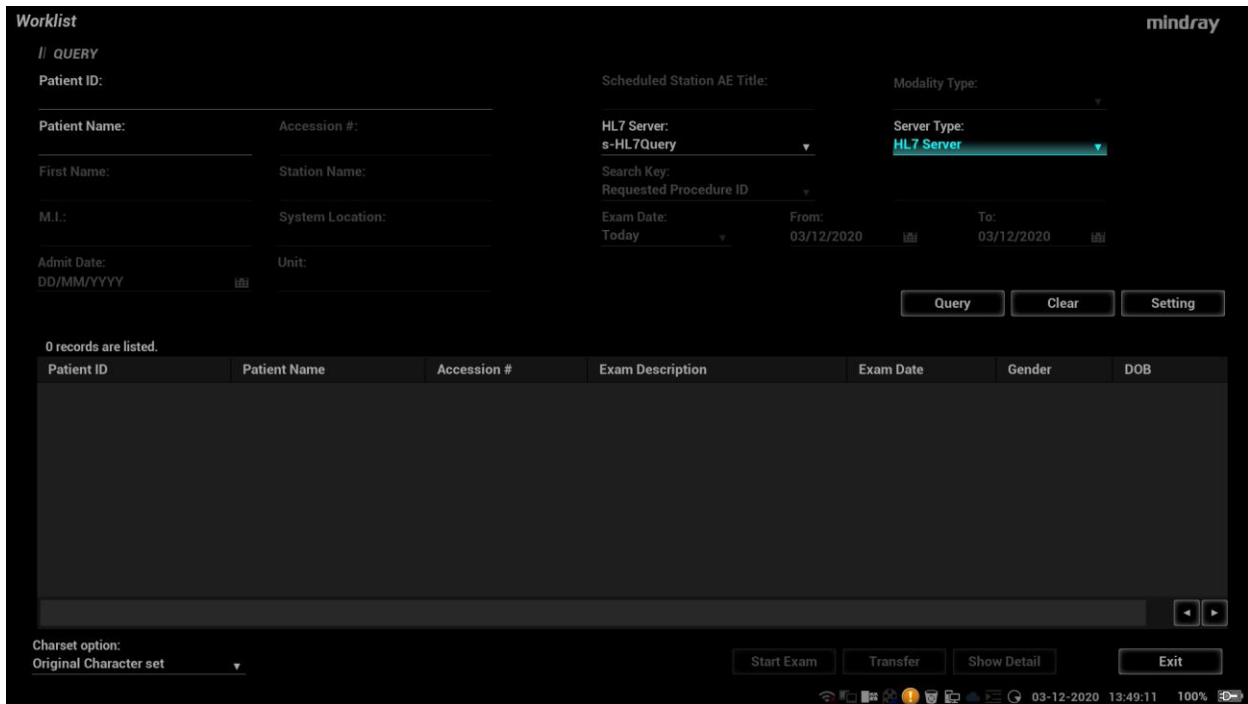 Worklist
mindray
QUERY
Patient ID:
Scheduled Station AE Title:
Modality Type:
Patient Name:
Accession #:
HL7 Server:
s-HL7Query
Server Type:
HL7 Server
First Name:
Station Name:
Search Key:
Requested Procedure ID
M.I.:
System Location:
Exam Date:
Today
From:
03/12/2020
To:
03/12/2020
Admit Date:
DD/MM/YYYY
Unit:
Query
Clear
Setting
0 records are listed.
Patient ID Patient Name Accession # Exam Description Exam Date Gender DOB
Charset option:
Original Character set
Start Exam
Transfer
Show Detail
Exit
03-12-2020 13:49:11 100%